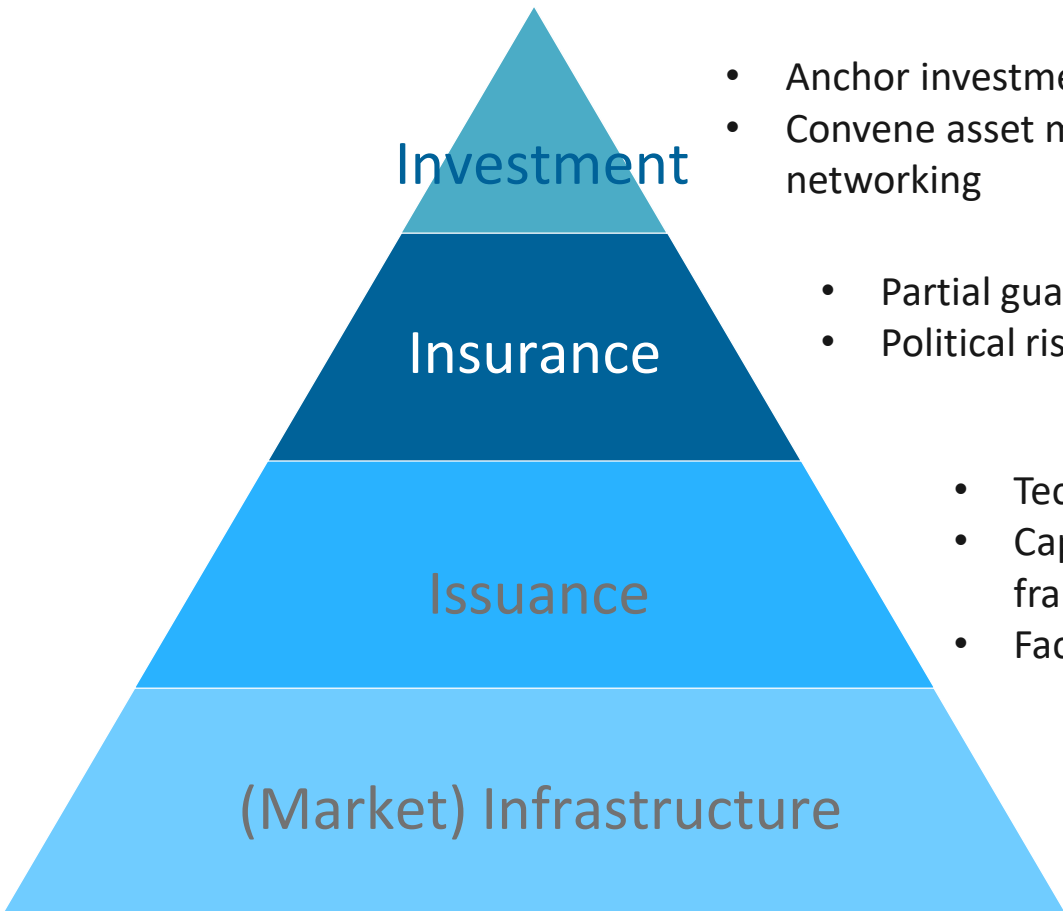 Investment
• Anchor investme
• Convene asset m
networking
Insurance
• Partial gua
• Political ris
Issuance
• Tec
• Cap
fra
• Fac
(Market) Infrastructure